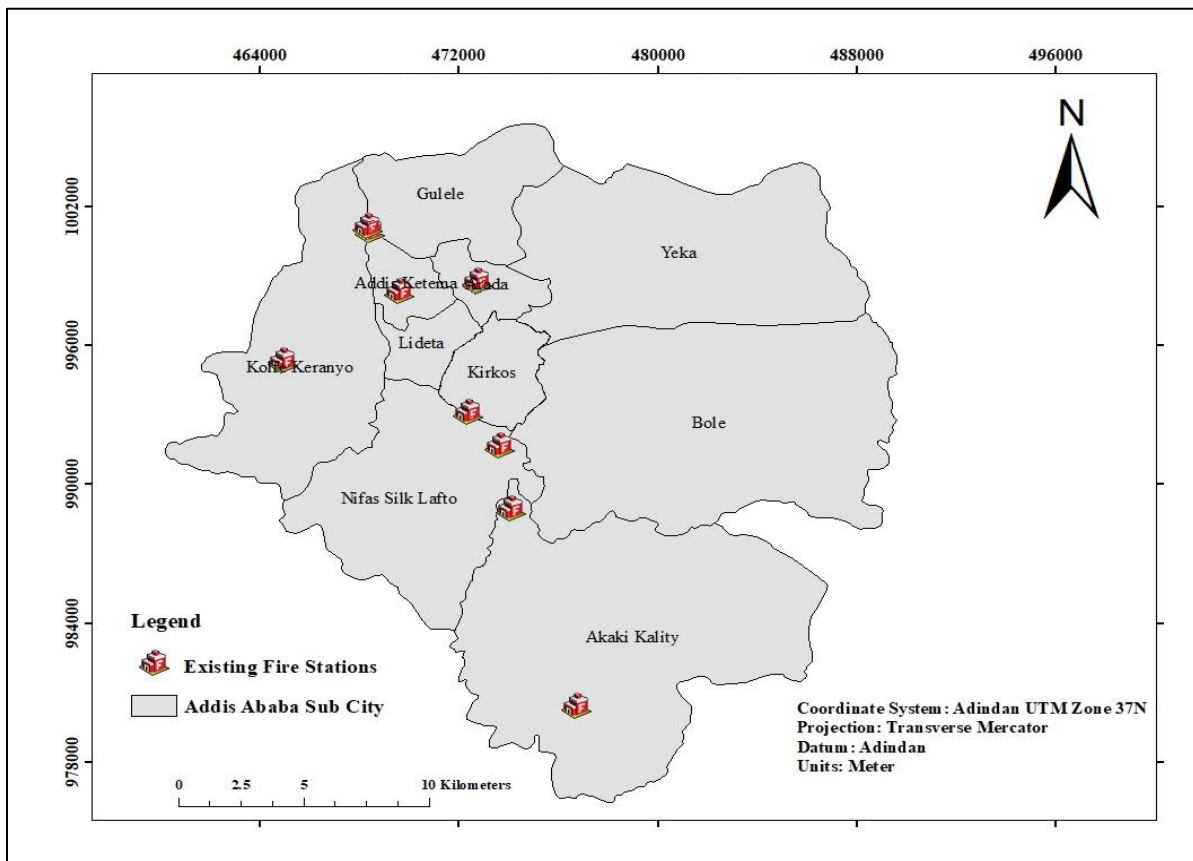 464000 472000 480000 488000 496000
N
1002000
996000
990000
984000
978000
Gulele
Yeka
Addis Ketema Arada
Lideta
Kolfe Keranyo
Kirkos
Bole
Nifas Silk Lafto
Akaki Kality
Legend
Existing Fire Stations
Addis Ababa Sub City
0 2.5 5 10 Kilometers
Coordinate System: Adindan UTM Zone 37N
Projection: Transverse Mercator
Datum: Adindan
Units: Meter